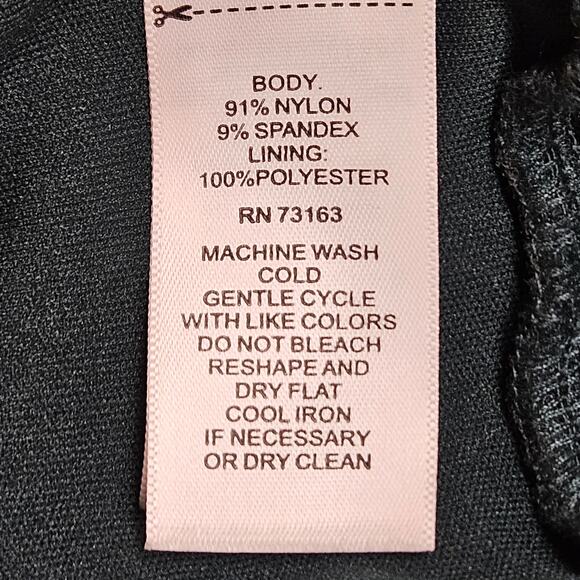 BODY.
91% NYLON
9% SPANDEX
LINING:
100%POLYESTER
RN 73163
MACHINE WASH
COLD
GENTLE CYCLE
WITH LIKE COLORS
DO NOT BLEACH
RESHAPE AND
DRY FLAT
COOL IRON
IF NECESSARY
OR DRY CLEAN